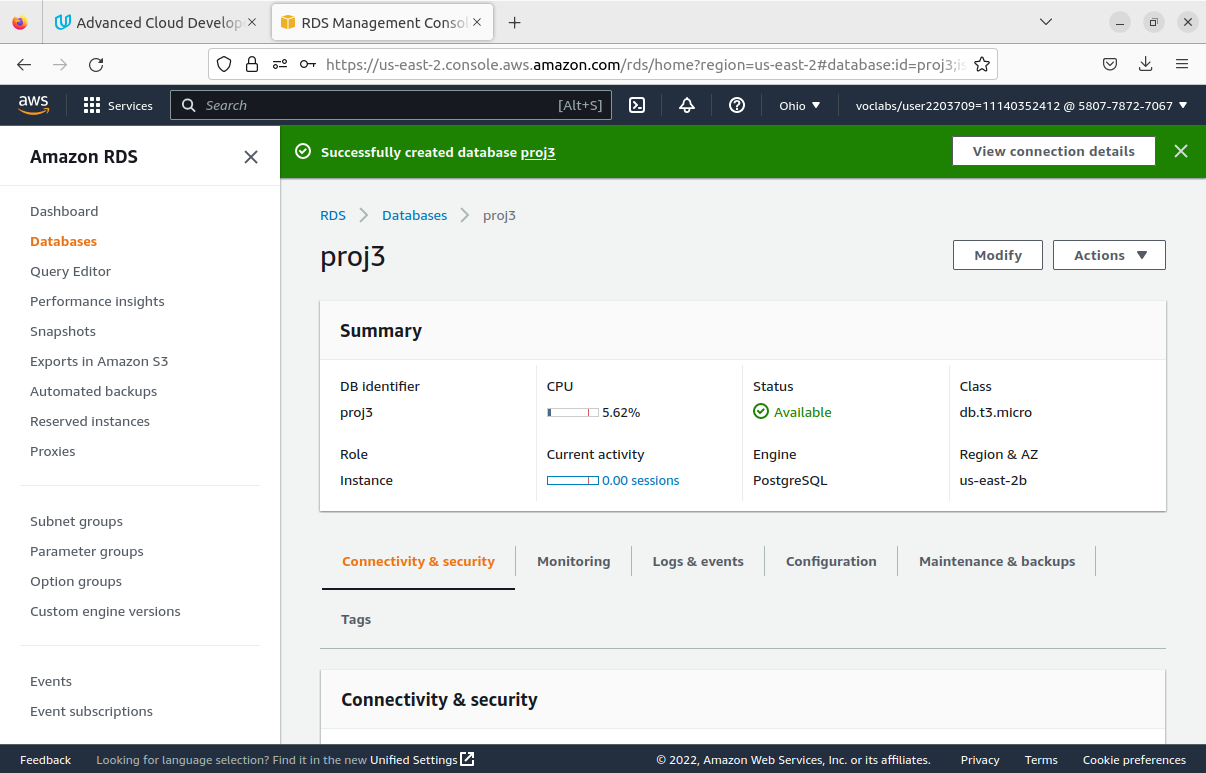 Advanced Cloud Develop
RDS Management Conso
https://us-east-2.console.aws.amazon.com/rds/home?region=us-east-2#database:id=proj3;is
aws
Services
Search
[Alt+S]
Ohio
voclabs/user2203709=11140352412 @ 5807-7872-7067
Amazon RDS
Successfully created database proj3
View connection details
Dashboard
Databases
Query Editor
Performance insights
Snapshots
Exports in Amazon S3
Automated backups
Reserved instances
Proxies
Subnet groups
Parameter groups
Option groups
Custom engine versions
Events
Event subscriptions
RDS
Databases
proj3
proj3
Modify
Actions
Summary
DB identifier
proj3
CPU
5.62%
Status
Available
Class
db.t3.micro
Role
Instance
Current activity
0.00 sessions
Engine
PostgreSQL
Region & AZ
us-east-2b
Connectivity & security
Monitoring
Logs & events
Configuration
Maintenance & backups
Tags
Connectivity & security
Feedback
Looking for language selection? Find it in the new Unified Settings
© 2022, Amazon Web Services, Inc. or its affiliates.
Privacy
Terms
Cookie preferences